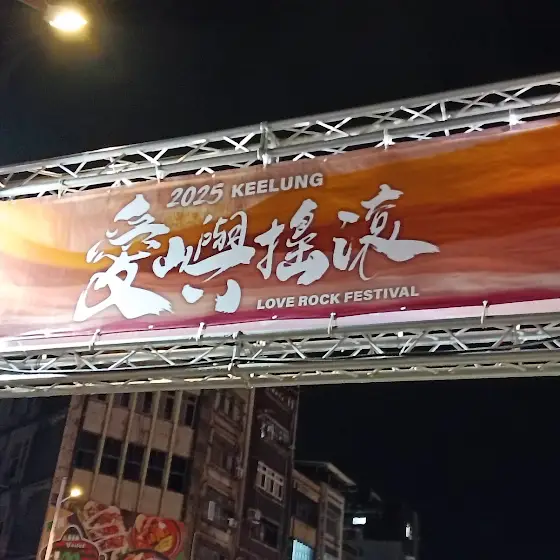 2025 KEELUNG
愛嶼搖滾
LOVE ROCK FESTIVAL